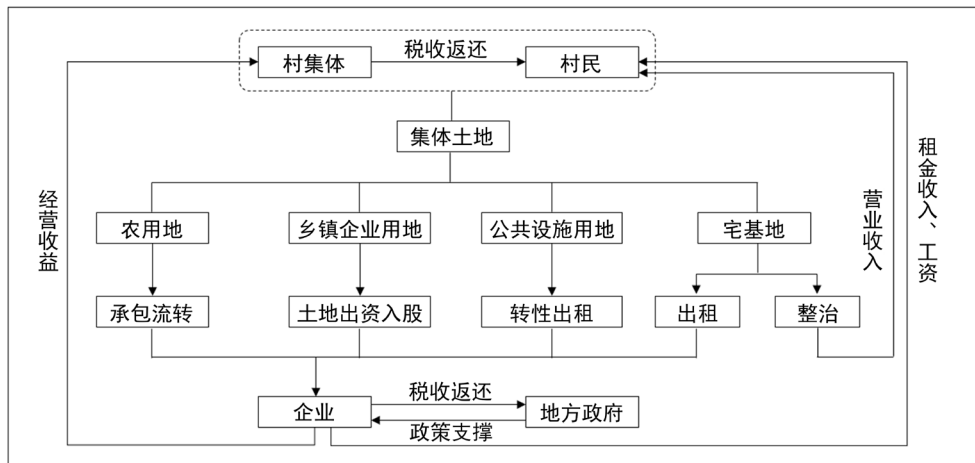 税收返还
村集体
村民
集体土地
经营收益
营业收入
租金收入、工资
农用地
乡镇企业用地
公共设施用地
宅基地
承包流转
土地出资入股
转性出租
出租
整治
税收返还
企业
地方政府
政策支撑